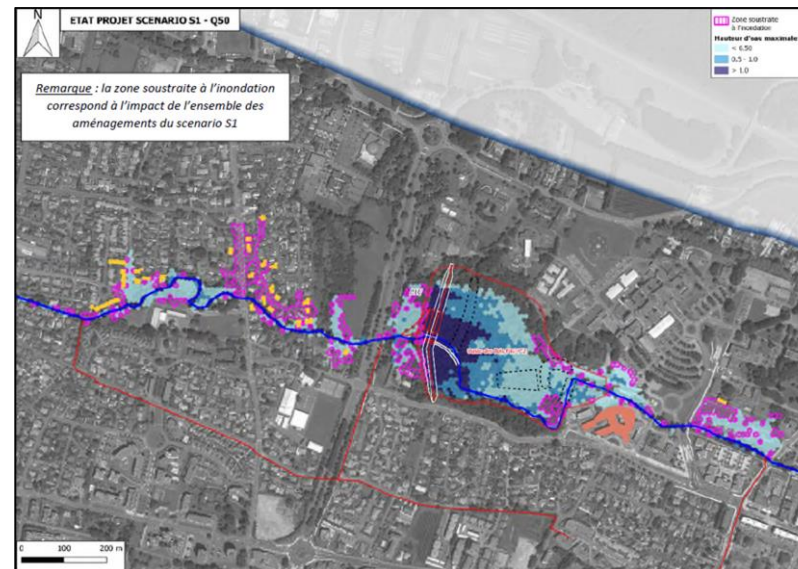 N
ETAT PROJET SCENARIO S1 - Q50
Remarque : la zone soustraite à l'inondation
correspond à l'impact de l'ensemble des
aménagements du scenario S1
Zone soustraite
à l'inondation
Hauteur d'eau maximale
< 0.50
0.5 - 1.0
> 1.0
0 100 200 m